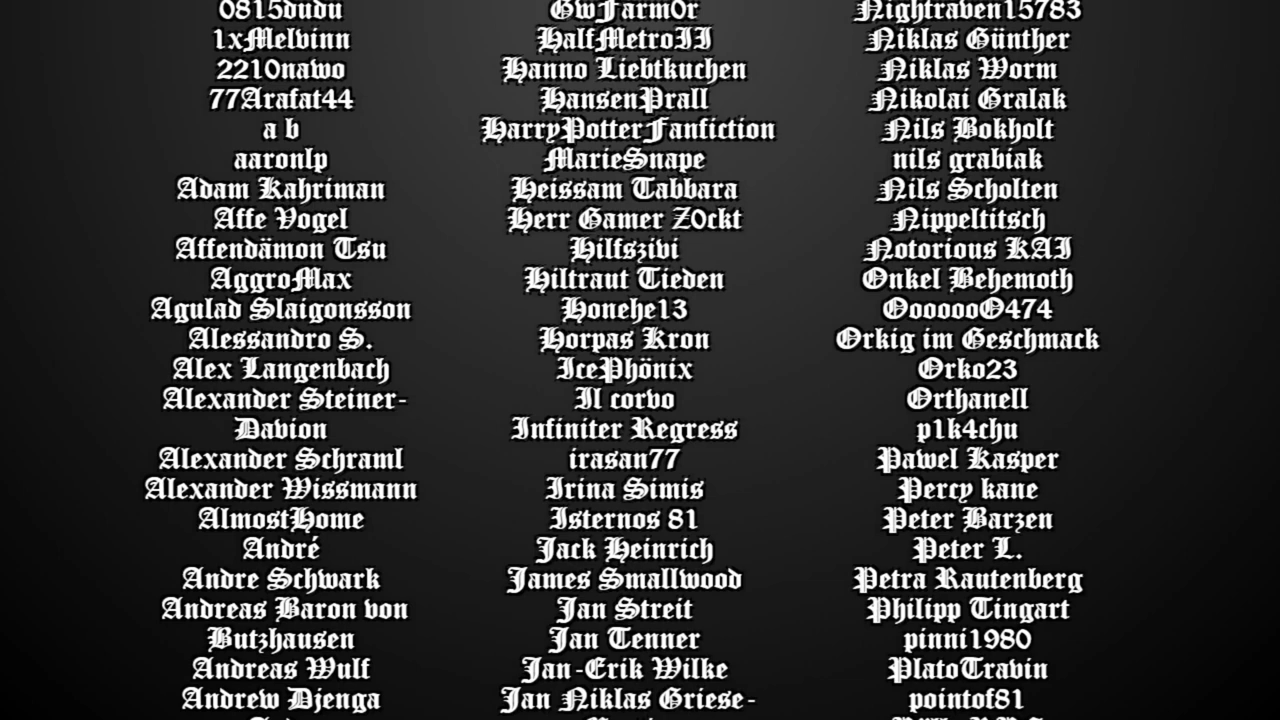 0815dudu
1xMelvinn
2210nawo
77Arafat44
a b
aaronlp
Adam Kahriman
Affe Vogel
Affendämon Tsu
AggroMax
Agulad Slaigonsson
Alessandro S.
Alex Langenbach
Alexander Steiner-
Davion
Alexander Schraml
Alexander Wissmann
AlmostHome
André
Andre Schwark
Andreas Baron von
Butzhausen
Andreas Wulf
Andrew Djenga
GwFarm0r
HalfMetroII
Hanno Liebtkuchen
HansenPrall
HarryPotterFanfiction
MarieSnape
Heissam Tabbara
Herr Gamer Z0ckt
Hilfszivi
Hiltraut Tieden
Honehe13
Horpas Kron
IcePhönix
Il corvo
Infiniter Regress
irasan77
Irina Simis
Isternos 81
Jack Heinrich
James Smallwood
Jan Streit
Jan Tenner
Jan-Erik Wilke
Jan Niklas Griese-
Nightraven15783
Niklas Günther
Niklas Worm
Nikolai Gralak
Nils Bokholt
nils grabiak
Nils Scholten
Nippeltitsch
Notorious KAI
Onkel Behemoth
OoooooO474
Orkig im Geschmack
Orko23
Orthanell
p1k4chu
Pawel Kasper
Percy kane
Peter Barzen
Peter L.
Petra Rautenberg
Philipp Tingart
pinni1980
PlatoTravin
pointof81